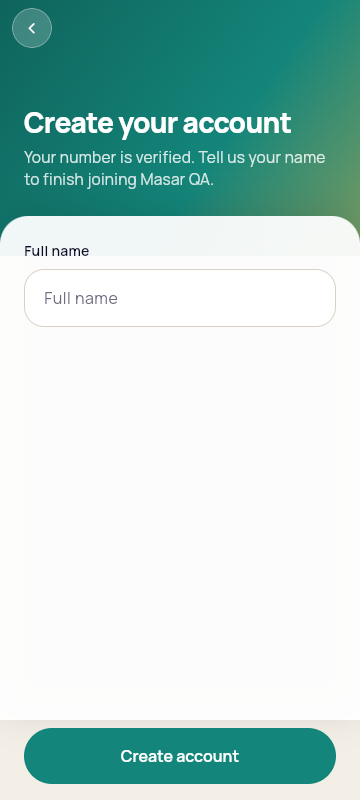 Create your account
Your number is verified. Tell us your name
to finish joining Masar QA.
Full name
Full name
Create account